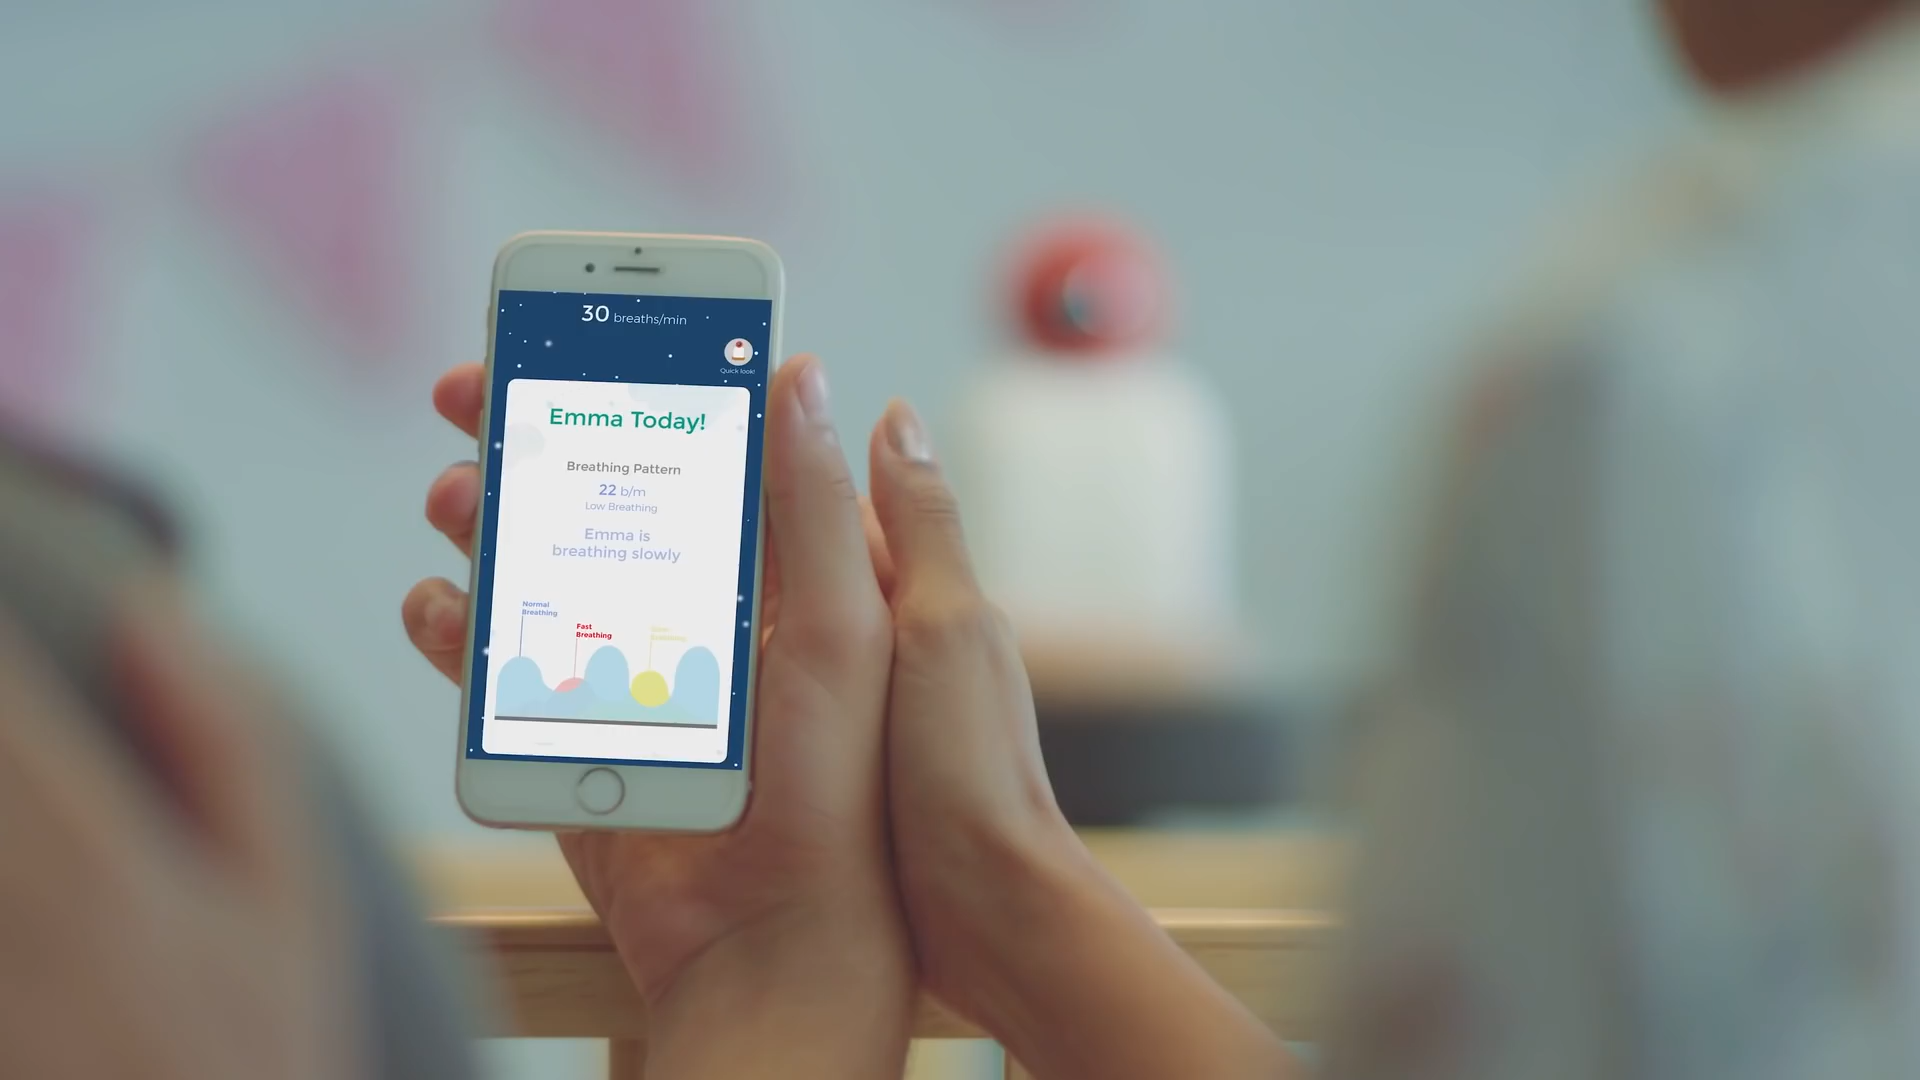 30 breaths/min
Quick look!
Emma Today!
Breathing Pattern
22 b/m
Low Breathing
Emma is
breathing slowly
Normal
Breathing
Fast
Breathing